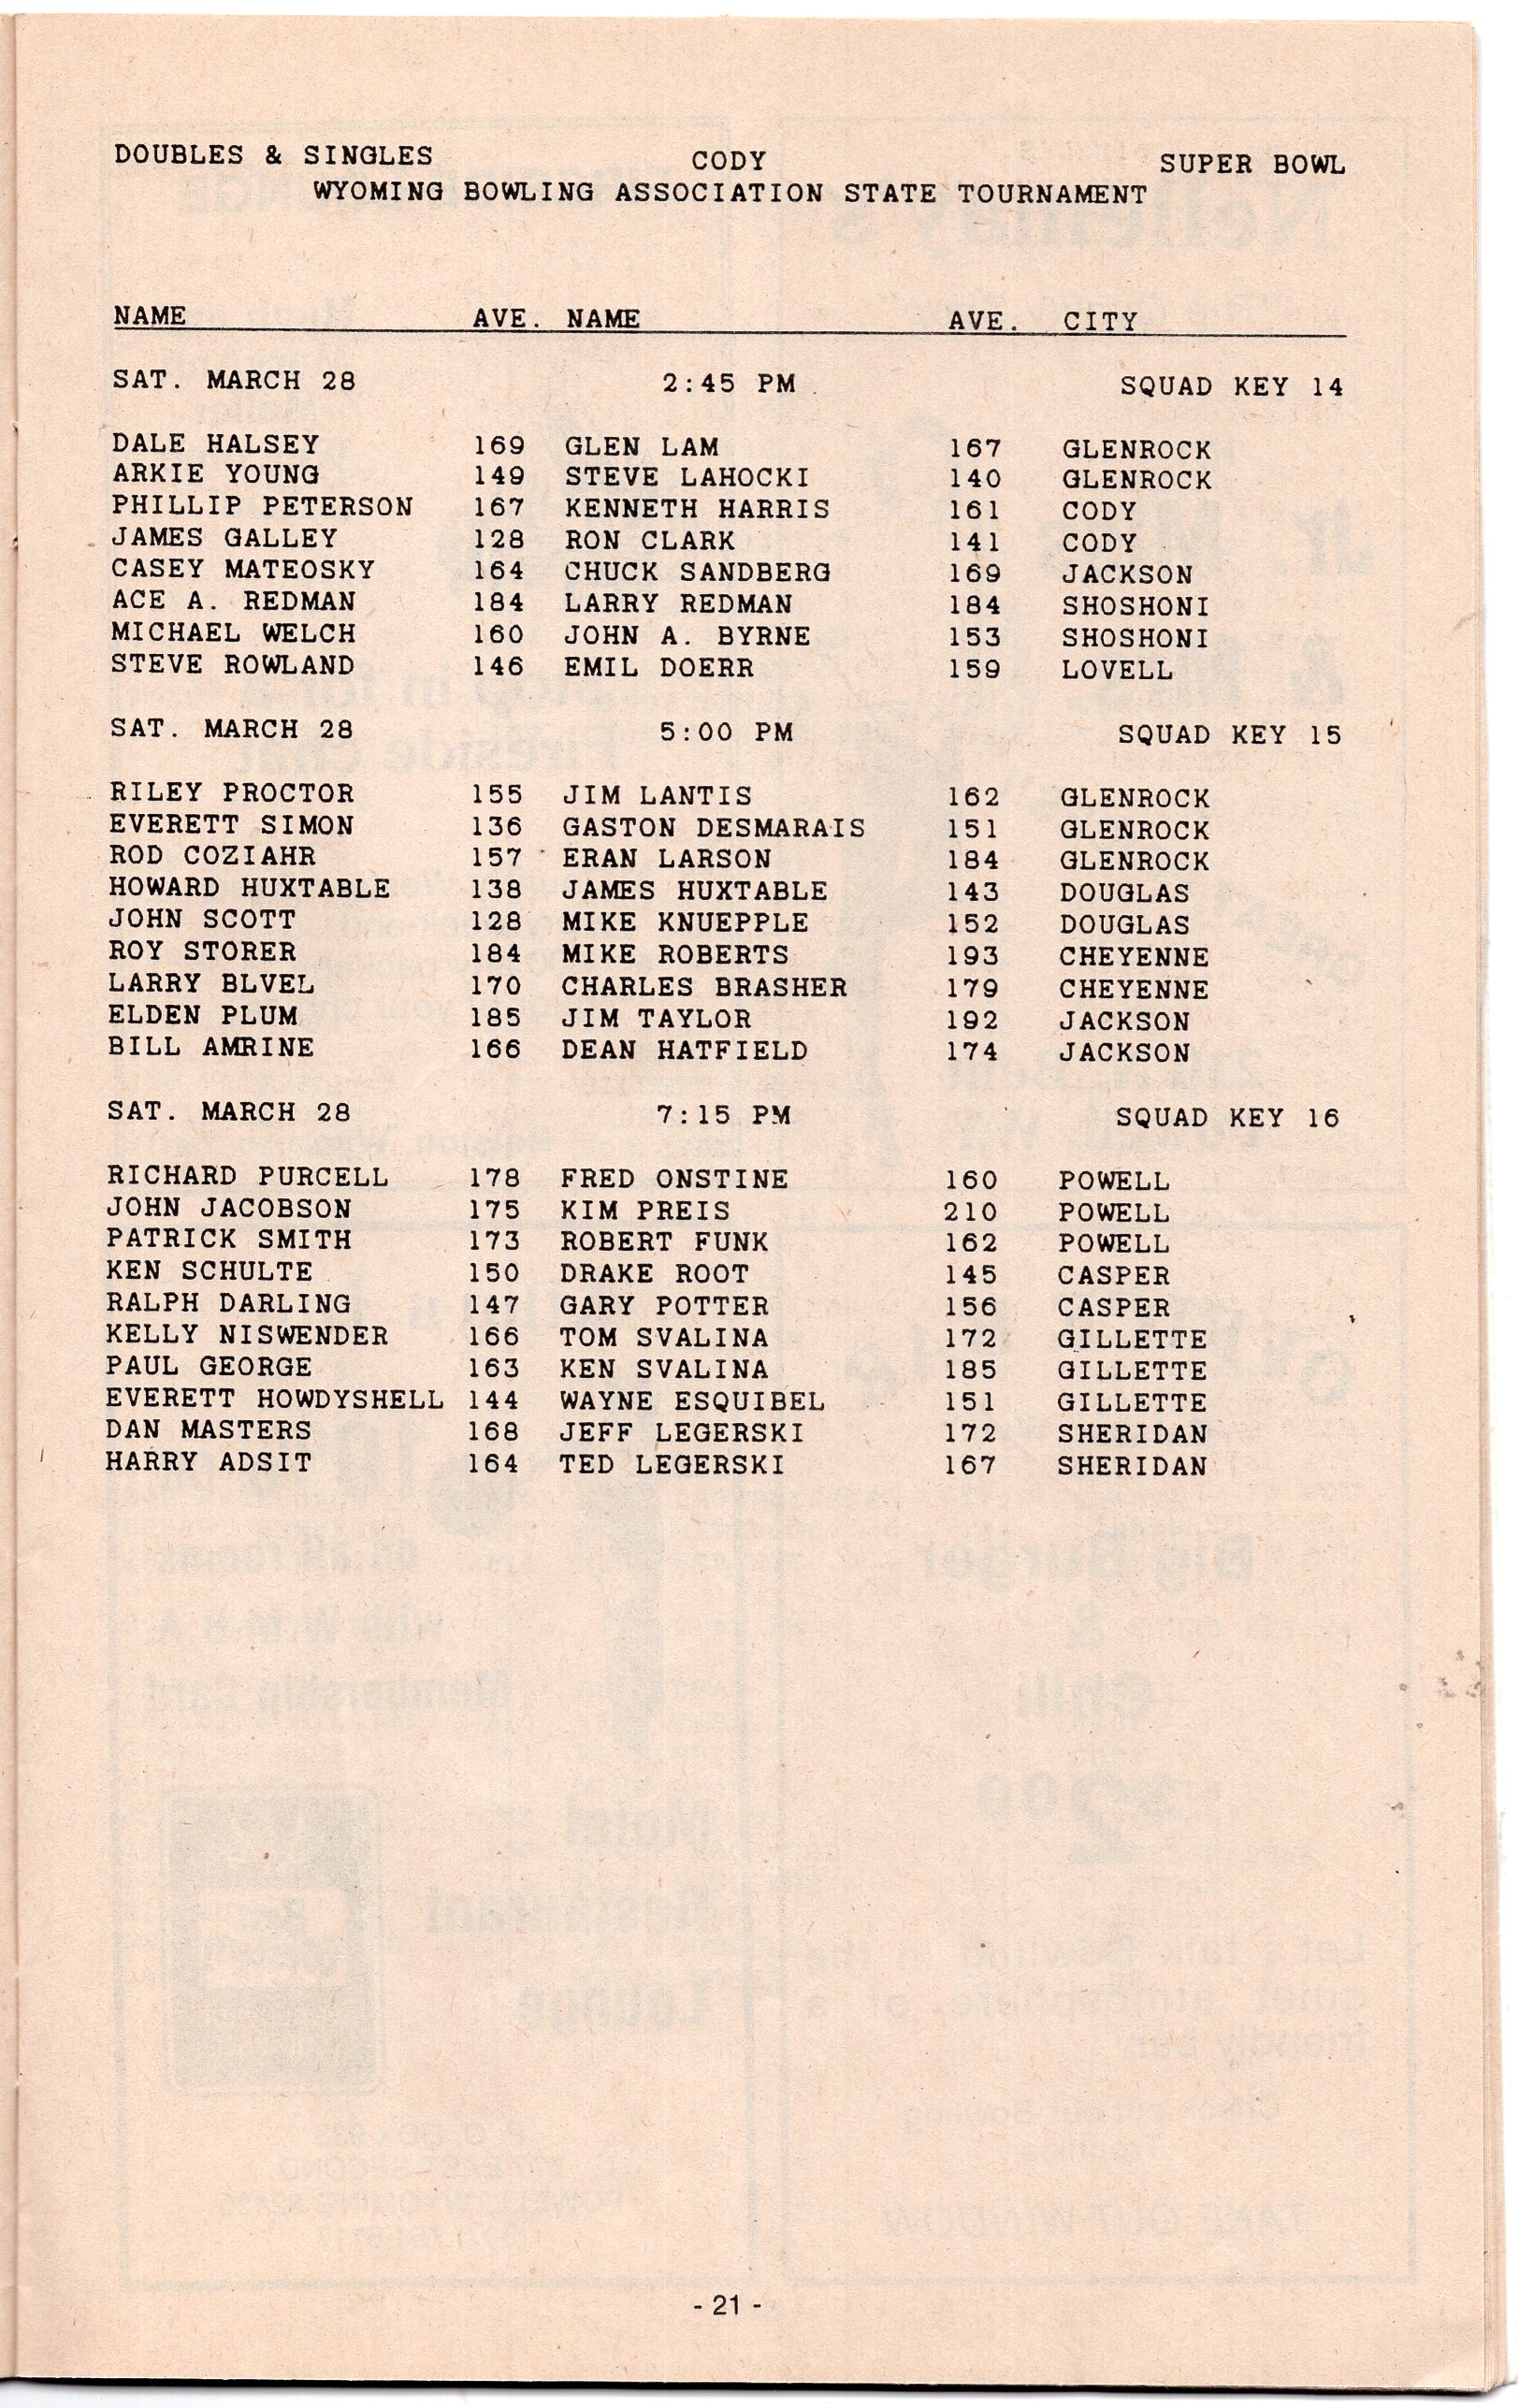 DOUBLES & SINGLES CODY SUPER BOWL
WYOMING BOWLING ASSOCIATION STATE TOURNAMENT
NAME AVE. NAME AVE. CITY
SAT. MARCH 28 2:45 PM SQUAD KEY 14
DALE HALSEY 169 GLEN LAM 167 GLENROCK
ARKIE YOUNG 149 STEVE LAHOCKI 140 GLENROCK
PHILLIP PETERSON 167 KENNETH HARRIS 161 CODY
JAMES GALLEY 128 RON CLARK 141 CODY
CASEY MATEOSKY 164 CHUCK SANDBERG 169 JACKSON
ACE A. REDMAN 184 LARRY REDMAN 184 SHOSHONI
MICHAEL WELCH 160 JOHN A. BYRNE 153 SHOSHONI
STEVE ROWLAND 146 EMIL DOERR 159 LOVELL
SAT. MARCH 28 5:00 PM SQUAD KEY 15
RILEY PROCTOR 155 JIM LANTIS 162 GLENROCK
EVERETT SIMON 136 GASTON DESMARAIS 151 GLENROCK
ROD COZIAHR 157 ERAN LARSON 184 GLENROCK
HOWARD HUXTABLE 138 JAMES HUXTABLE 143 DOUGLAS
JOHN SCOTT 128 MIKE KNUEPPLE 152 DOUGLAS
ROY STORER 184 MIKE ROBERTS 193 CHEYENNE
LARRY BLVEL 170 CHARLES BRASHER 179 CHEYENNE
ELDEN PLUM 185 JIM TAYLOR 192 JACKSON
BILL AMRINE 166 DEAN HATFIELD 174 JACKSON
SAT. MARCH 28 7:15 PM SQUAD KEY 16
RICHARD PURCELL 178 FRED ONSTINE 160 POWELL
JOHN JACOBSON 175 KIM PREIS 210 POWELL
PATRICK SMITH 173 ROBERT FUNK 162 POWELL
KEN SCHULTE 150 DRAKE ROOT 145 CASPER
RALPH DARLING 147 GARY POTTER 156 CASPER
KELLY NISWENDER 166 TOM SVALINA 172 GILLETTE
PAUL GEORGE 163 KEN SVALINA 185 GILLETTE
EVERETT HOWDYSHELL 144 WAYNE ESQUIBEL 151 GILLETTE
DAN MASTERS 168 JEFF LEGERSKI 172 SHERIDAN
HARRY ADSIT 164 TED LEGERSKI 167 SHERIDAN
- 21 -